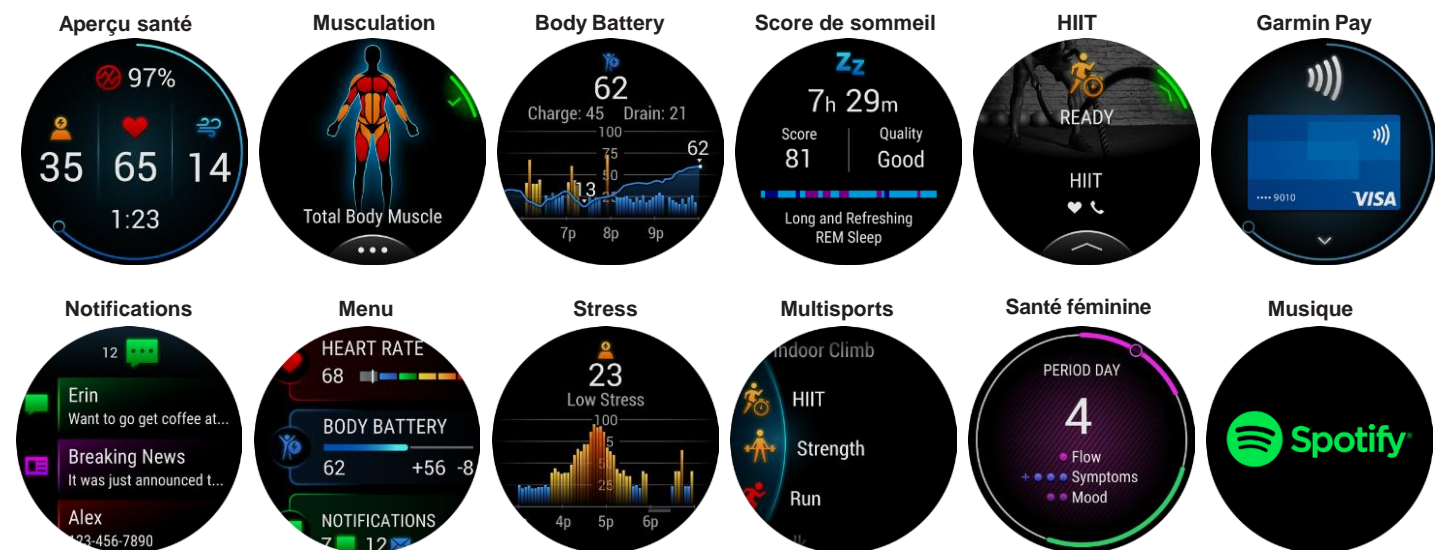 Aperçu santé
Musculation
Body Battery
Score de sommeil
HIIT
Garmin Pay
97%
35
65
14
1:23
Total Body Muscle
62
Charge: 45 Drain: 21
100
75
62
50
13
25
7p 8p 9p
zz
7h 29m
Score
Quality
81
Good
Long and Refreshing
REM Sleep
READY
HIIT
•••• 9010
VISA
Notifications
Menu
Stress
Multisports
Santé féminine
Musique
12
Erin
Want to go get coffee at...
Breaking News
It was just announced t...
Alex
123-456-7890
HEART RATE
68
BODY BATTERY
62 +56 -8
NOTIFICATIONS
7 12
23
Low Stress
100
25
4p 5p 6p
Indoor Climb
HIIT
Strength
Run
PERIOD DAY
4
Flow
Symptoms
Mood
Spotify